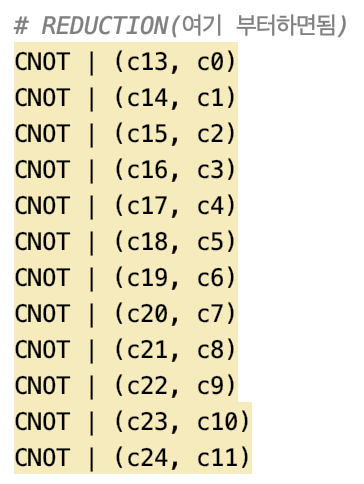 # REDUCTION(여기 부터하면됨)
CNOT | (c13, c0)
CNOT | (c14, c1)
CNOT | (c15, c2)
CNOT | (c16, c3)
CNOT | (c17, c4)
CNOT | (c18, c5)
CNOT | (c19, c6)
CNOT | (c20, c7)
CNOT | (c21, c8)
CNOT | (c22, c9)
CNOT | (c23, c10)
CNOT | (c24, c11)